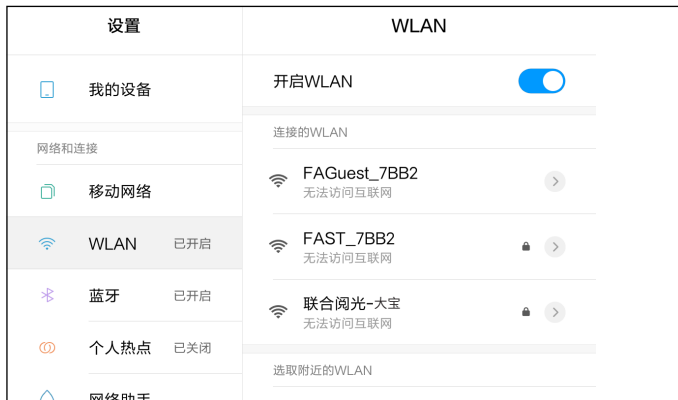 设置
我的设备
网络和连接
移动网络
WLAN 已开启
蓝牙 已开启
个人热点 已关闭
网络助手
WLAN
开启WLAN
连接的WLAN
FAGuest_7BB2
无法访问互联网
FAST_7BB2
无法访问互联网
联合阅光-大宝
无法访问互联网
选取附近的WLAN